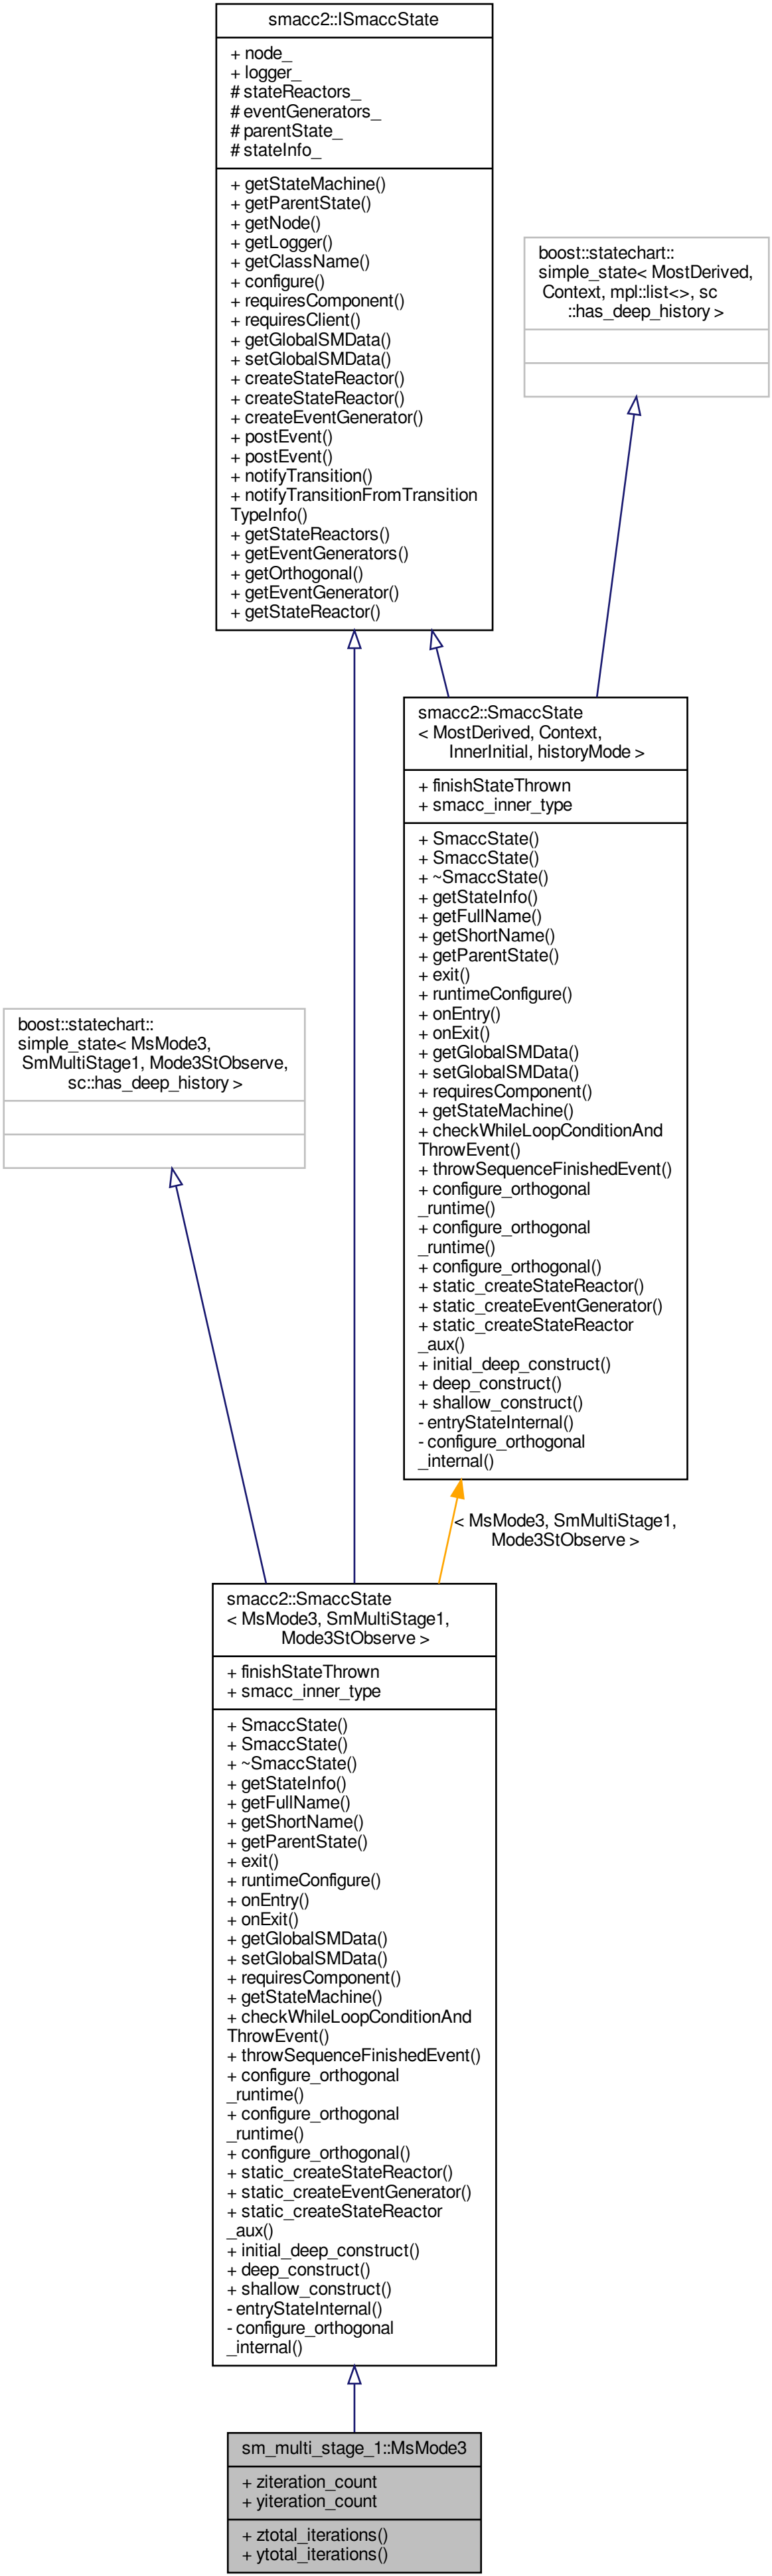 smacc2::ISmaccState
+ node_
+ logger_
# stateReactors_
# eventGenerators_
# parentState_
# stateInfo_
+ getStateMachine()
+ getParentState()
+ getNode()
+ getLogger()
+ getClassName()
+ configure()
+ requiresComponent()
+ requiresClient()
+ getGlobalSMData()
+ setGlobalSMData()
+ createStateReactor()
+ createStateReactor()
+ createEventGenerator()
+ postEvent()
+ postEvent()
+ notifyTransition()
+ notifyTransitionFromTransition
TypeInfo()
+ getStateReactors()
+ getEventGenerators()
+ getOrthogonal()
+ getEventGenerator()
+ getStateReactor()
boost::statechart::
simple_state< MostDerived,
Context, mpl::list<>, sc
::has_deep_history >
smacc2::SmaccState
< MostDerived, Context,
InnerInitial, historyMode >
+ finishStateThrown
+ smacc_inner_type
+ SmaccState()
+ SmaccState()
+ ~SmaccState()
+ getStateInfo()
+ getFullName()
+ getShortName()
+ getParentState()
+ exit()
+ runtimeConfigure()
+ onEntry()
+ onExit()
+ getGlobalSMData()
+ setGlobalSMData()
+ requiresComponent()
+ getStateMachine()
+ checkWhileLoopConditionAnd
ThrowEvent()
+ throwSequenceFinishedEvent()
+ configure_orthogonal
_runtime()
+ configure_orthogonal
_runtime()
+ configure_orthogonal()
+ static_createStateReactor()
+ static_createEventGenerator()
+ static_createStateReactor
_aux()
+ initial_deep_construct()
+ deep_construct()
+ shallow_construct()
- entryStateInternal()
- configure_orthogonal
_internal()
boost::statechart::
simple_state< MsMode3,
SmMultiStage1, Mode3StObserve,
sc::has_deep_history >
< MsMode3, SmMultiStage1,
Mode3StObserve >
smacc2::SmaccState
< MsMode3, SmMultiStage1,
Mode3StObserve >
+ finishStateThrown
+ smacc_inner_type
+ SmaccState()
+ SmaccState()
+ ~SmaccState()
+ getStateInfo()
+ getFullName()
+ getShortName()
+ getParentState()
+ exit()
+ runtimeConfigure()
+ onEntry()
+ onExit()
+ getGlobalSMData()
+ setGlobalSMData()
+ requiresComponent()
+ getStateMachine()
+ checkWhileLoopConditionAnd
ThrowEvent()
+ throwSequenceFinishedEvent()
+ configure_orthogonal
_runtime()
+ configure_orthogonal
_runtime()
+ configure_orthogonal()
+ static_createStateReactor()
+ static_createEventGenerator()
+ static_createStateReactor
_aux()
+ initial_deep_construct()
+ deep_construct()
+ shallow_construct()
- entryStateInternal()
- configure_orthogonal
_internal()
sm_multi_stage_1::MsMode3
+ ziteration_count
+ yiteration_count
+ ztotal_iterations()
+ ytotal_iterations()